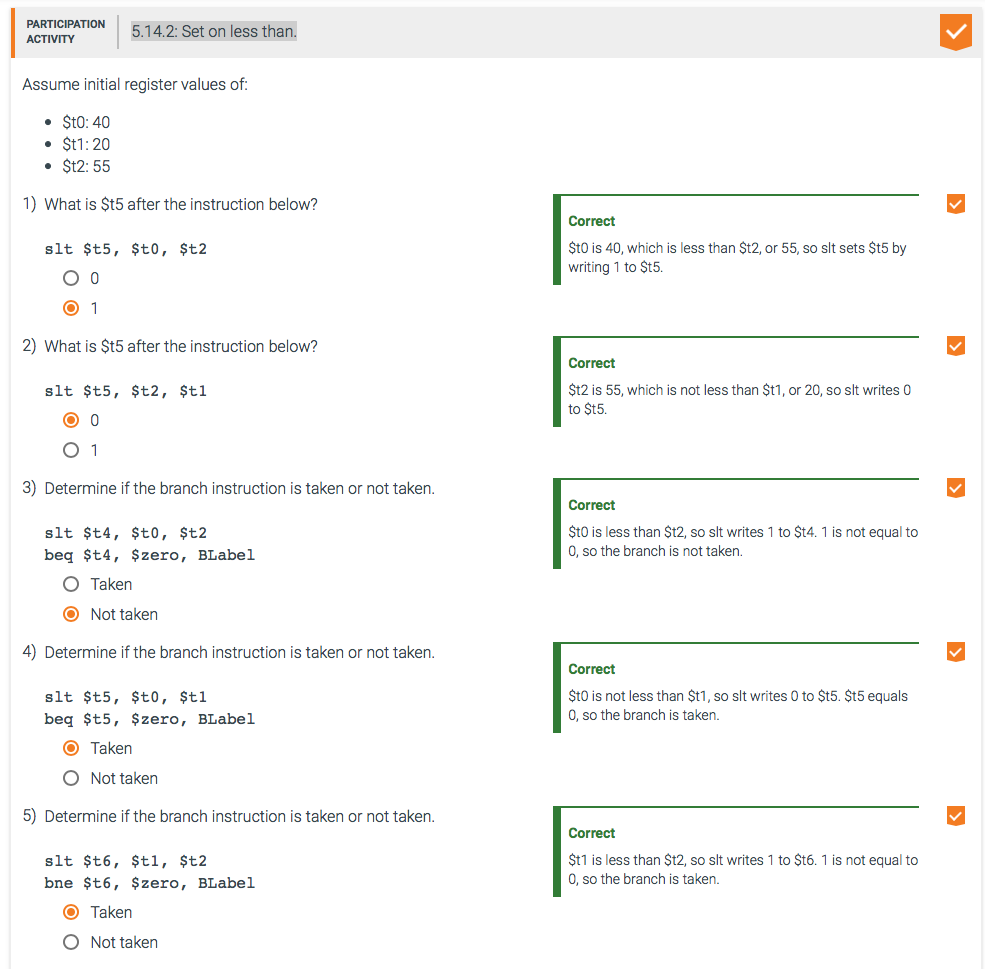 PARTICIPATION
ACTIVITY
5.14.2: Set on less than.
Assume initial register values of:
• $t0: 40
• $t1: 20
• $t2: 55
1) What is $t5 after the instruction below?
slt $t5, $t0, $t2
0
1
Correct
$t0 is 40, which is less than $t2, or 55, so slt sets $t5 by
writing 1 to $t5.
2) What is $t5 after the instruction below?
slt $t5, $t2, $t1
0
1
Correct
$t2 is 55, which is not less than $t1, or 20, so slt writes 0
to $t5.
3) Determine if the branch instruction is taken or not taken.
slt $t4, $t0, $t2
beq $t4, $zero, BLabel
Taken
Not taken
Correct
$t0 is less than $t2, so slt writes 1 to $t4. 1 is not equal to
0, so the branch is not taken.
4) Determine if the branch instruction is taken or not taken.
slt $t5, $t0, $t1
beq $t5, $zero, BLabel
Taken
Not taken
Correct
$t0 is not less than $t1, so slt writes 0 to $t5. $t5 equals
0, so the branch is taken.
5) Determine if the branch instruction is taken or not taken.
slt $t6, $t1, $t2
bne $t6, $zero, BLabel
Taken
Not taken
Correct
$t1 is less than $t2, so slt writes 1 to $t6. 1 is not equal to
0, so the branch is taken.